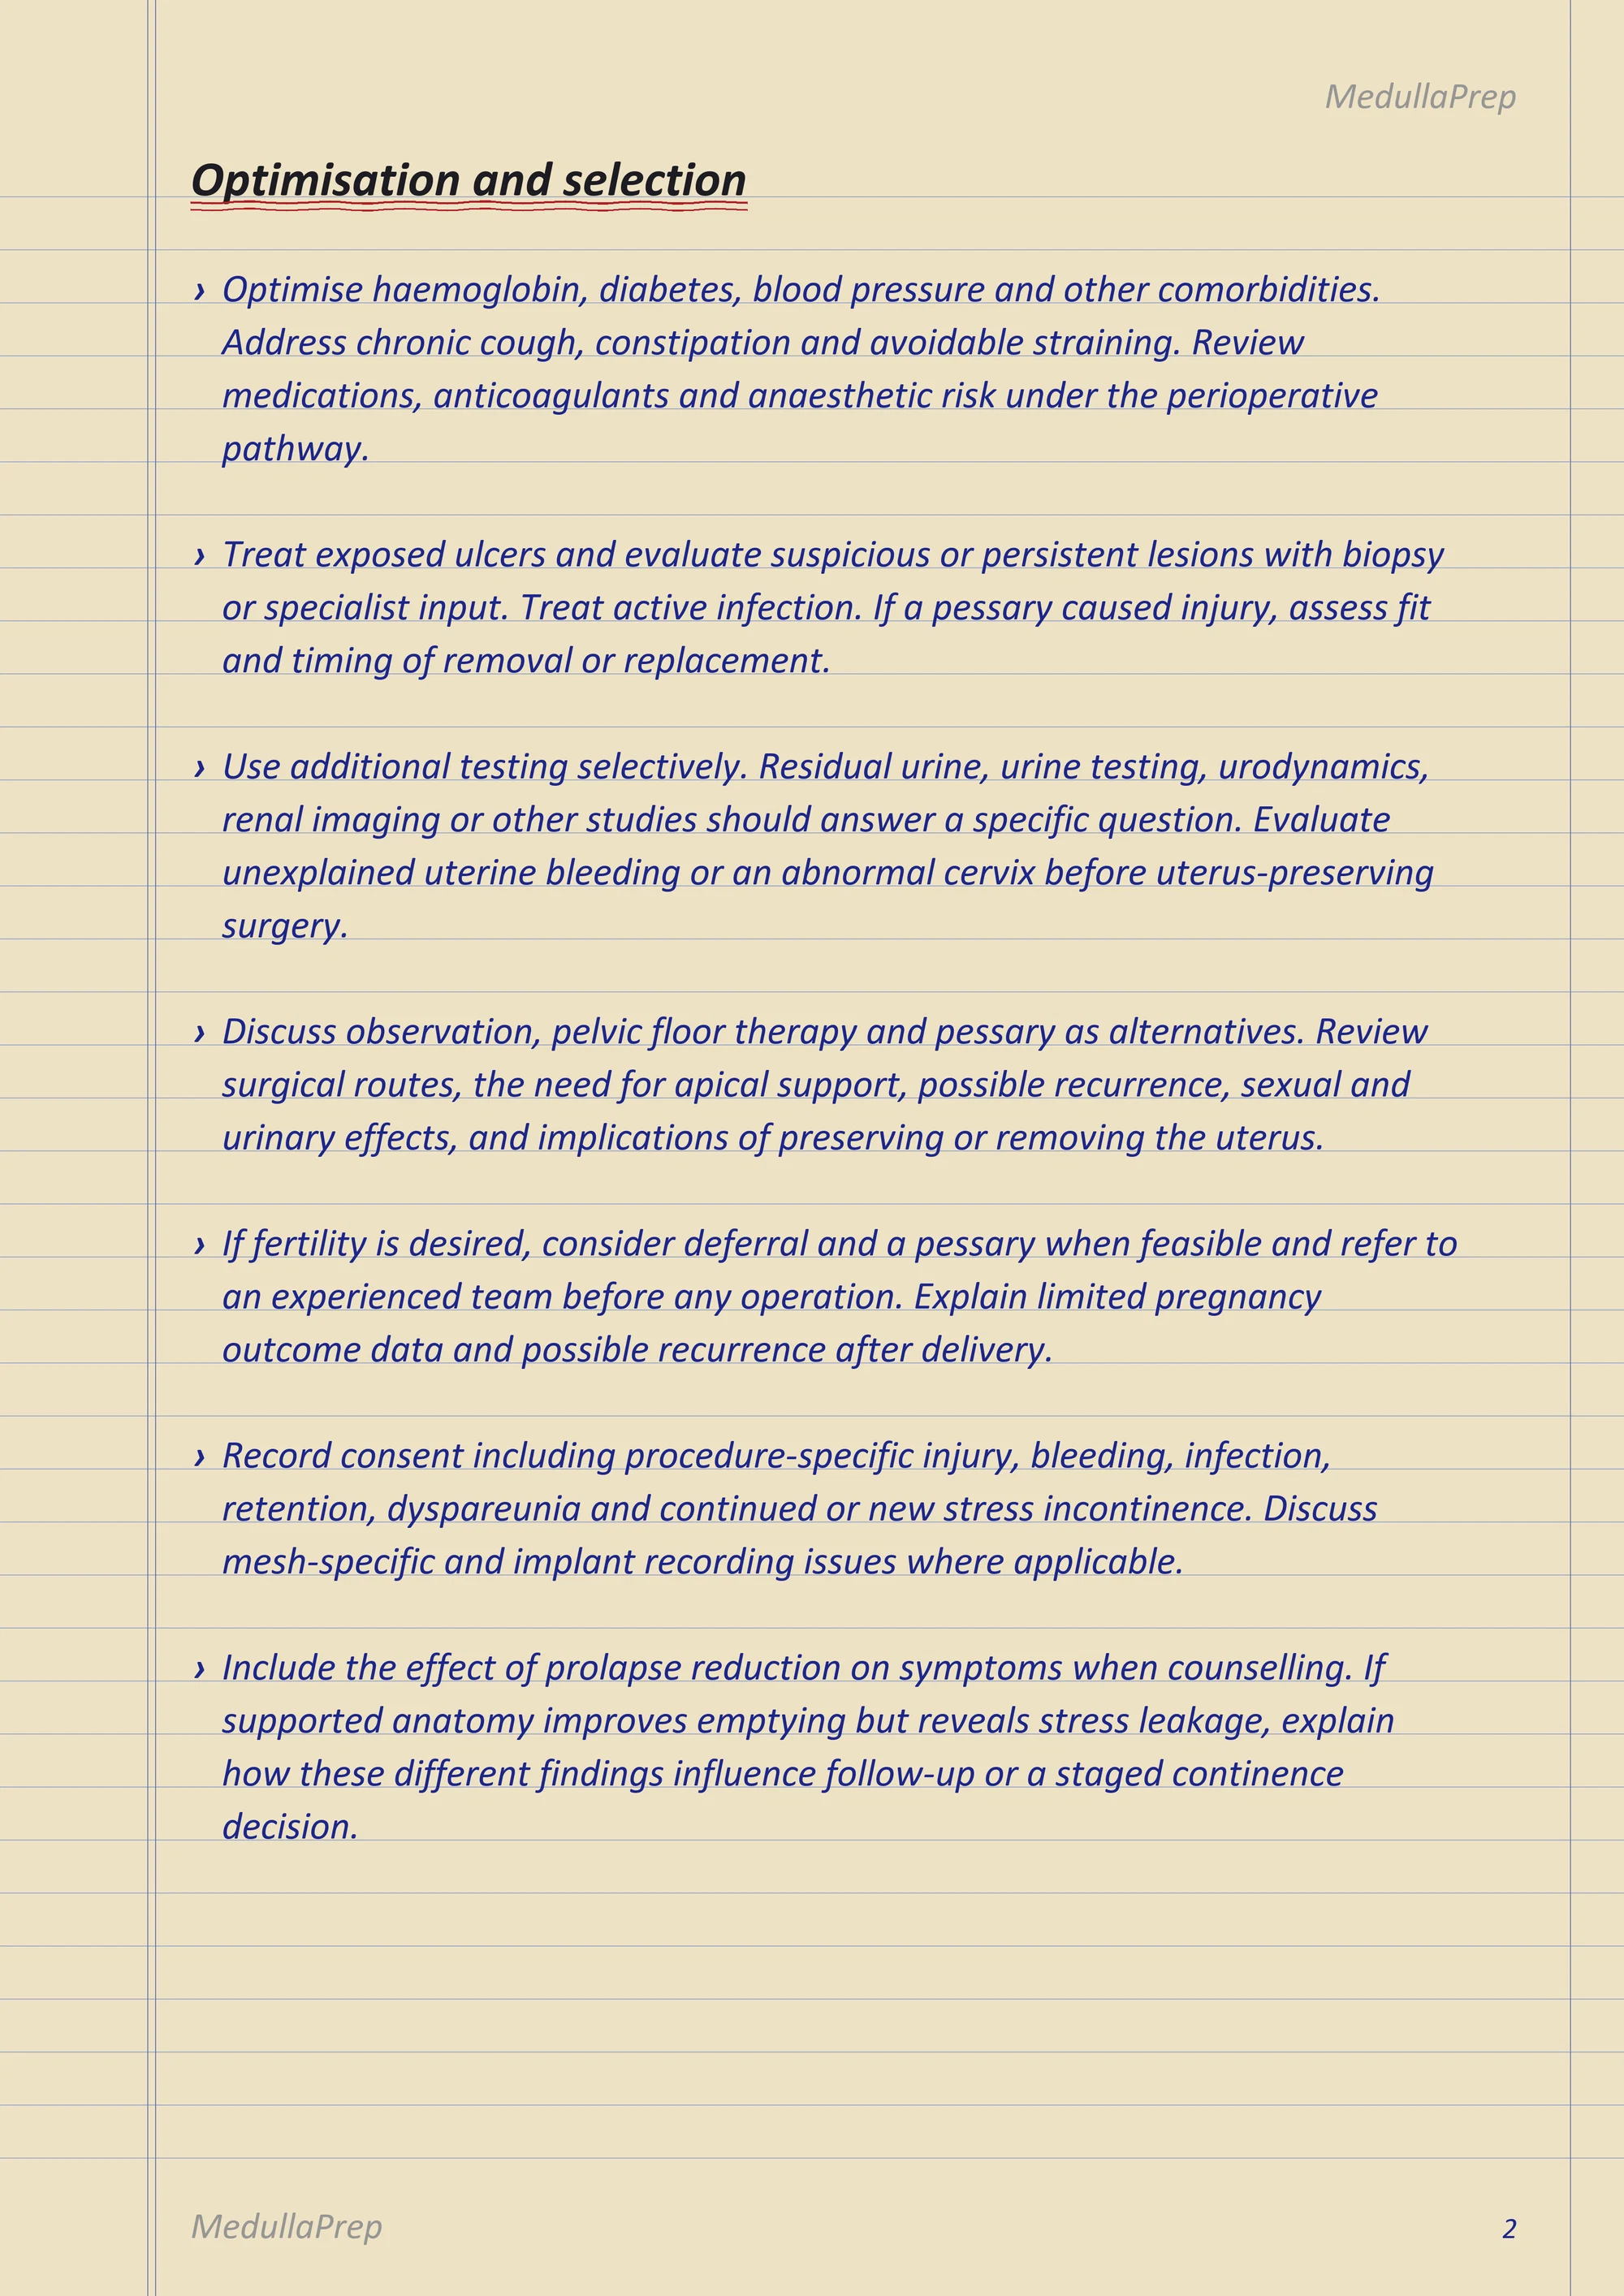 MedullaPrep
Optimisation and selection
› Optimise haemoglobin, diabetes, blood pressure and other comorbidities.
Address chronic cough, constipation and avoidable straining. Review
medications, anticoagulants and anaesthetic risk under the perioperative
pathway.
› Treat exposed ulcers and evaluate suspicious or persistent lesions with biopsy
or specialist input. Treat active infection. If a pessary caused injury, assess fit
and timing of removal or replacement.
› Use additional testing selectively. Residual urine, urine testing, urodynamics,
renal imaging or other studies should answer a specific question. Evaluate
unexplained uterine bleeding or an abnormal cervix before uterus-preserving
surgery.
› Discuss observation, pelvic floor therapy and pessary as alternatives. Review
surgical routes, the need for apical support, possible recurrence, sexual and
urinary effects, and implications of preserving or removing the uterus.
› If fertility is desired, consider deferral and a pessary when feasible and refer to
an experienced team before any operation. Explain limited pregnancy
outcome data and possible recurrence after delivery.
› Record consent including procedure-specific injury, bleeding, infection,
retention, dyspareunia and continued or new stress incontinence. Discuss
mesh-specific and implant recording issues where applicable.
› Include the effect of prolapse reduction on symptoms when counselling. If
supported anatomy improves emptying but reveals stress leakage, explain
how these different findings influence follow-up or a staged continence
decision.
MedullaPrep
2